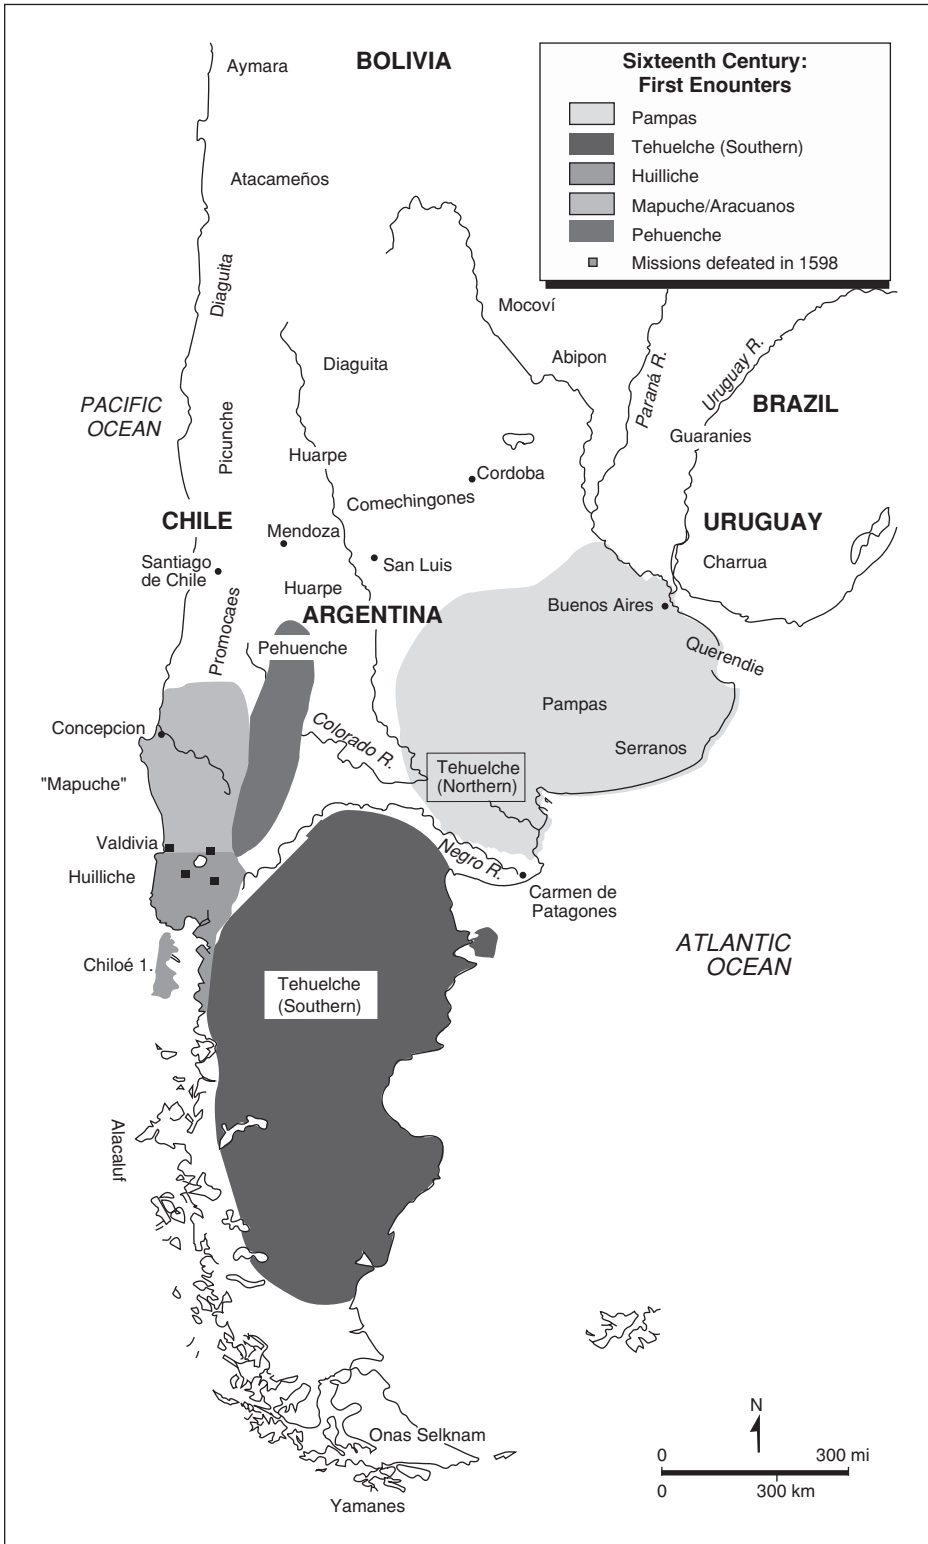 Aymara
BOLIVIA
Sixteenth Century:
First Enounters
Pampas
Tehuelche (Southern)
Huilliche
Mapuche/Aracuanos
Pehuenche
Missions defeated in 1598
Atacameños
Diaguita
Mocoví
Diaguita
Abipon
Paraná R.
Uruguay R.
PACIFIC
OCEAN
BRAZIL
Picunche
Guaranies
Huarpe
Cordoba
Comechingones
CHILE
Mendoza
URUGUAY
Santiago
de Chile
San Luis
Charrua
Huarpe
Buenos Aires
ARGENTINA
Promocaes
Pehuenche
Querendie
Pampas
Concepcion
Colorado R.
Serranos
"Mapuche"
Tehuelche
(Northern)
Valdivia
Negro R.
Huilliche
Carmen de
Patagones
ATLANTIC
OCEAN
Chiloé 1.
Tehuelche
(Southern)
Alacaluf
N
Onas Selknam
0 300 mi
0 300 km
Yamanes